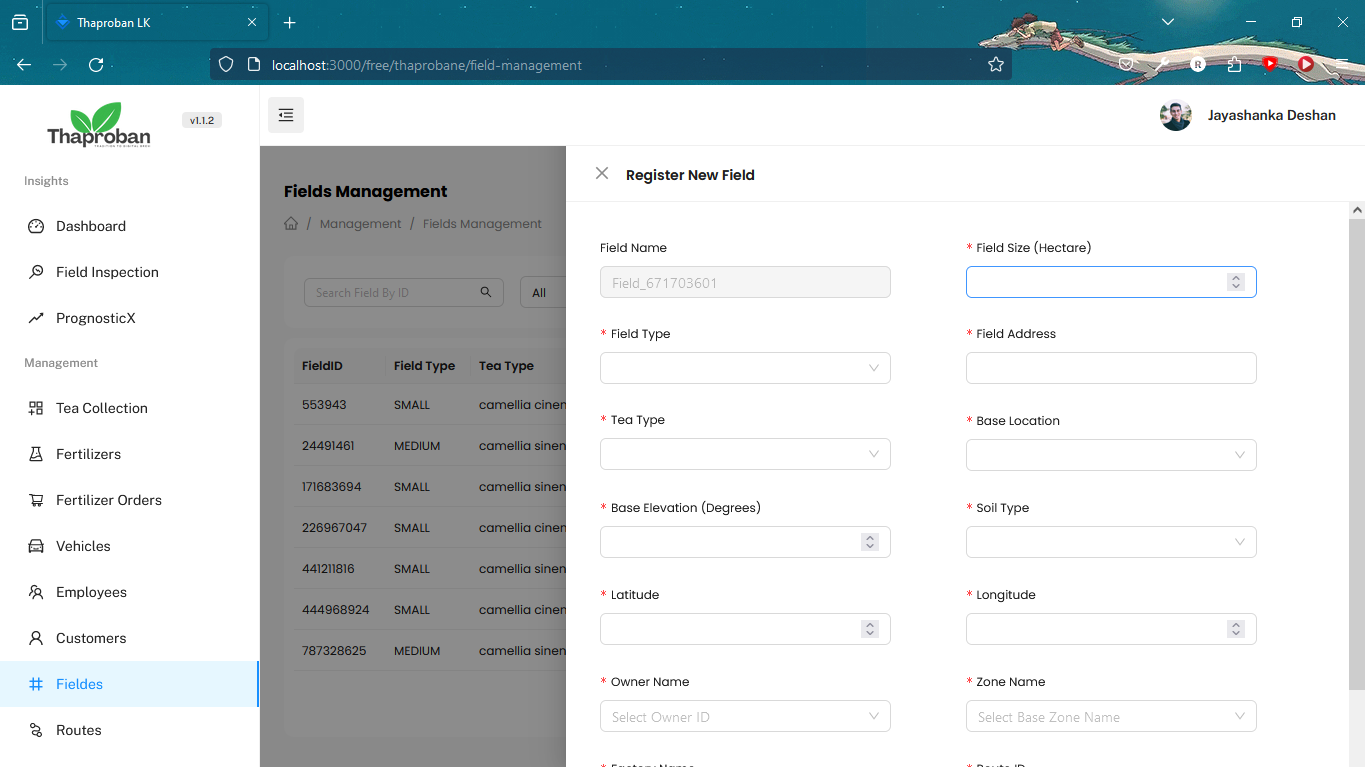 Thaproban LK
localhost:3000/free/thaprobane/field-management
R
Thaproban
v1.1.2
Jayashanka Deshan
Insights
Dashboard
Field Inspection
PrognosticX
Management
Tea Collection
Fertilizers
Fertilizer Orders
Vehicles
Employees
Customers
Fieldes
Routes
Fields Management
/ Management / Fields Management
Search Field By ID
All
FieldID Field Type Tea Type
553943 SMALL camellia cinen
24491461 MEDIUM camellia sinen
171683694 SMALL camellia sinen
226967047 SMALL camellia cinen
441211816 SMALL camellia sinen
444968924 SMALL camellia cinen
787328625 MEDIUM camellia sinen
Register New Field
Field Name
* Field Size (Hectare)
Field_671703601
* Field Type
* Field Address
* Tea Type
* Base Location
* Base Elevation (Degrees)
* Soil Type
* Latitude
* Longitude
* Owner Name
* Zone Name
Select Owner ID
Select Base Zone Name
* Factory Name
* Route ID